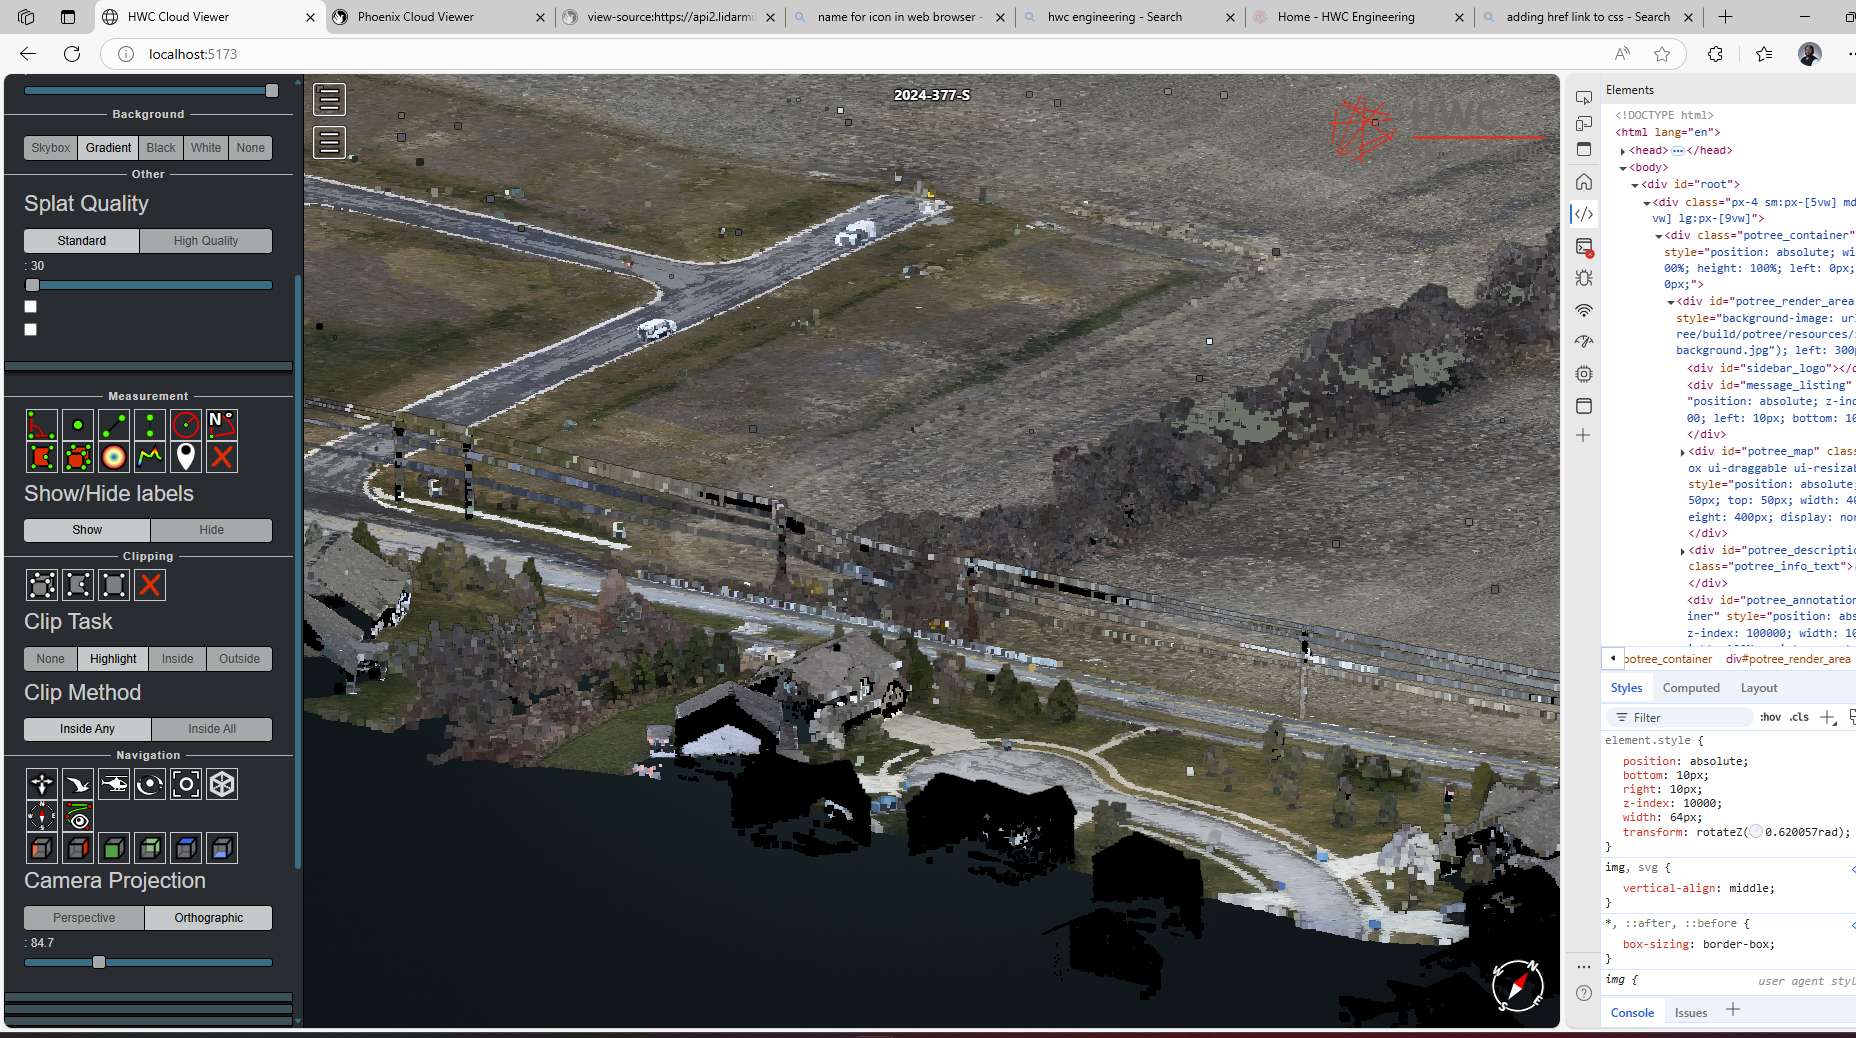 HWC Cloud Viewer
Phoenix Cloud Viewer
view-source:https://api2.lidarmi
name for icon in web browser -
hwc engineering - Search
Home - HWC Engineering
adding href link to css - Search
localhost:5173
Background
Skybox Gradient Black White None
Other
Splat Quality
Standard High Quality
: 30
Measurement
N°
Show/Hide labels
Show Hide
Clipping
Clip Task
None Highlight Inside Outside
Clip Method
Inside Any Inside All
Navigation
Camera Projection
Perspective Orthographic
: 84.7
2024-377-S
HWC
N
W
E
S
Elements
<!DOCTYPE html>
<html lang="en">
<head> ••• </head>
<body>
<div id="root">
<div class="px-4 sm:px-[5vw] md
vw] lg:px-[9vw]">
<div class="potree_container"
style="position: absolute; wi
00%; height: 100%; left: 0px;
0px;">
<div id="potree_render_area
style="background-image: ur
ree/build/potree/resources/
background.jpg"); left: 300p
<div id="sidebar_logo"></
<div id="message_listing"
"position: absolute; z-in
00; left: 10px; bottom: 10
</div>
<div id="potree_map" clas
ox ui-draggable ui-resizab
style="position: absolute;
50px; top: 50px; width: 40
eight: 400px; display: no
</div>
<div id="potree_descripti
class="potree_info_text">
</div>
<div id="potree_annotation
iner" style="position: abs
z-index: 100000; width: 10
potree_container div#potree_render_area
Styles Computed Layout
Filter :hov .cls
element.style {
position: absolute;
bottom: 10px;
right: 10px;
z-index: 10000;
width: 64px;
transform: rotateZ(0.620057rad);
}
img, svg {
vertical-align: middle;
}
*, ::after, ::before {
box-sizing: border-box;
}
img { user agent styl
Console Issues